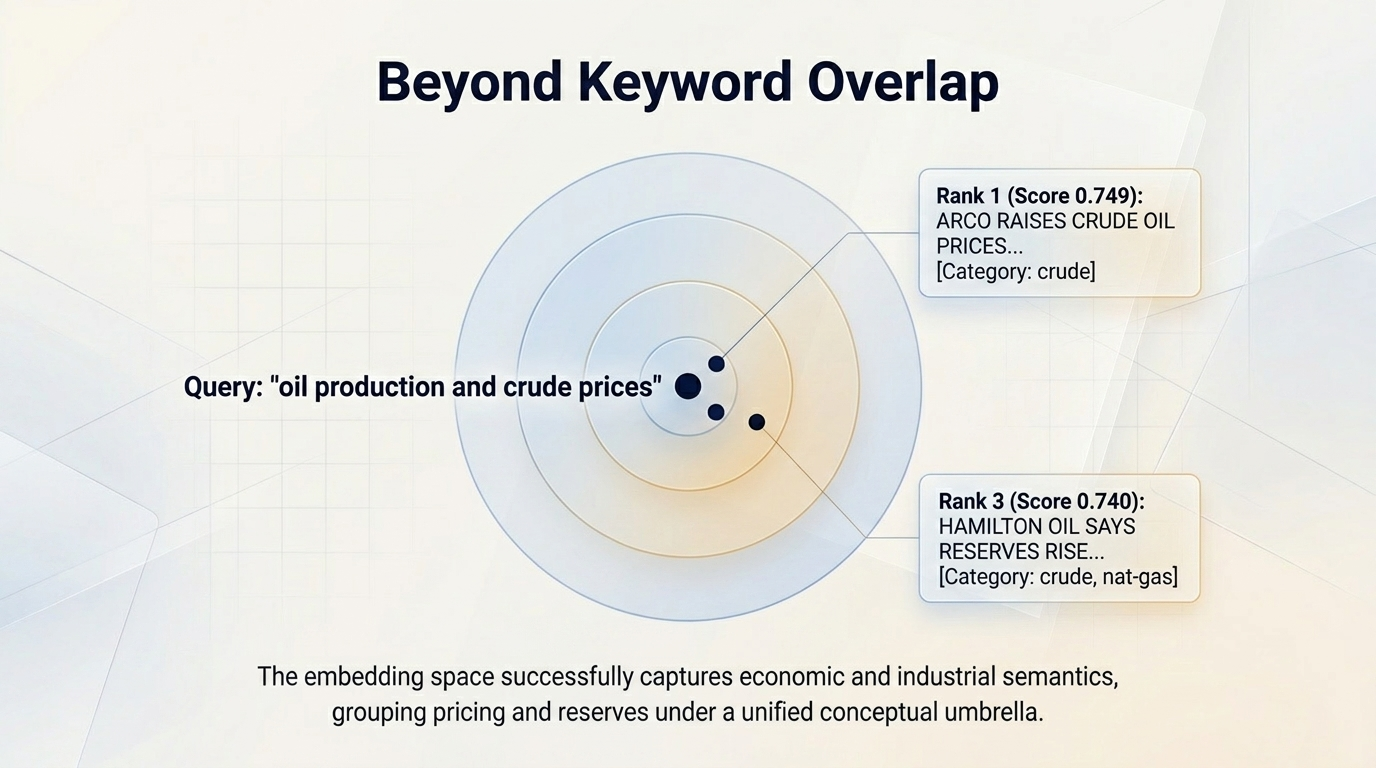 Beyond Keyword Overlap
Rank 1 (Score 0.749):
ARCO RAISES CRUDE OIL
PRICES...
[Category: crude]
Query: "oil production and crude prices"
Rank 3 (Score 0.740):
HAMILTON OIL SAYS
RESERVES RISE...
[Category: crude, nat-gas]
The embedding space successfully captures economic and industrial semantics,
grouping pricing and reserves under a unified conceptual umbrella.